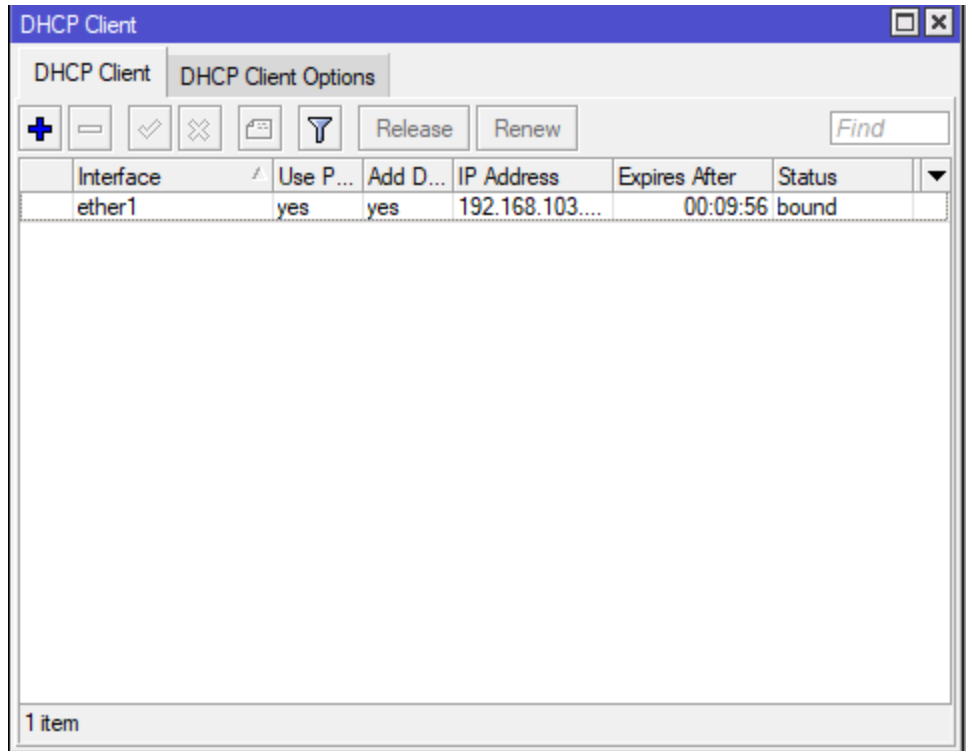 DHCP Client
DHCP Client DHCP Client Options
Release Renew Find
Interface Use P... Add D... IP Address Expires After Status
ether1 yes yes 192.168.103.... 00:09:56 bound
1 item